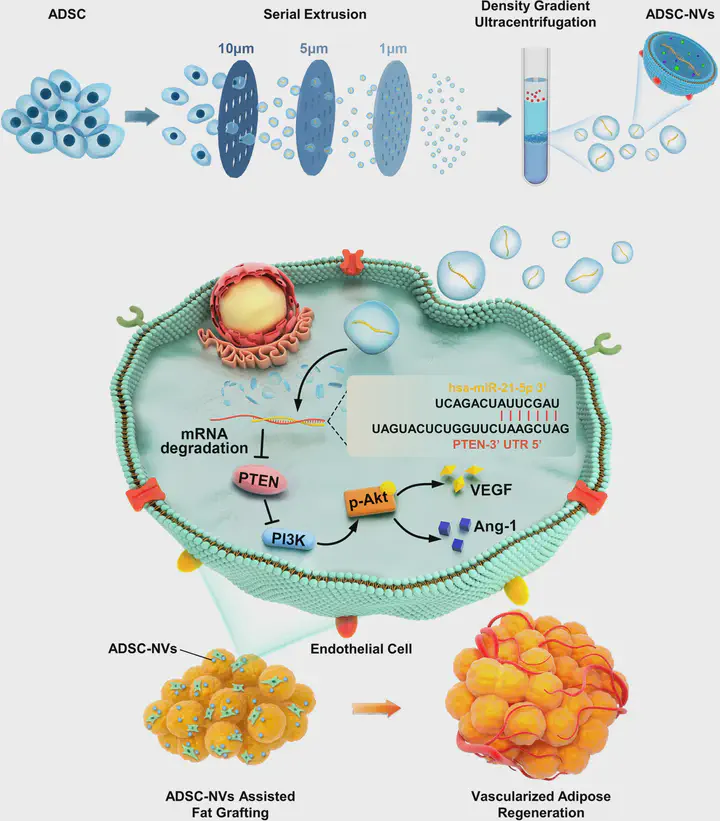 ADSC
Serial Extrusion
Density Gradient
Ultracentrifugation
ADSC-NVs
10μm
5μm
1μm
hsa-miR-21-5p 3'
UCAGACUAUUCGAU
UAGUACUCUGGUUCUAAGCUAG
PTEN-3' UTR 5'
mRNA
degradation
PTEN
PI3K
p-Akt
VEGF
Ang-1
ADSC-NVs
Endothelial Cell
ADSC-NVs Assisted
Fat Grafting
Vascularized Adipose
Regeneration